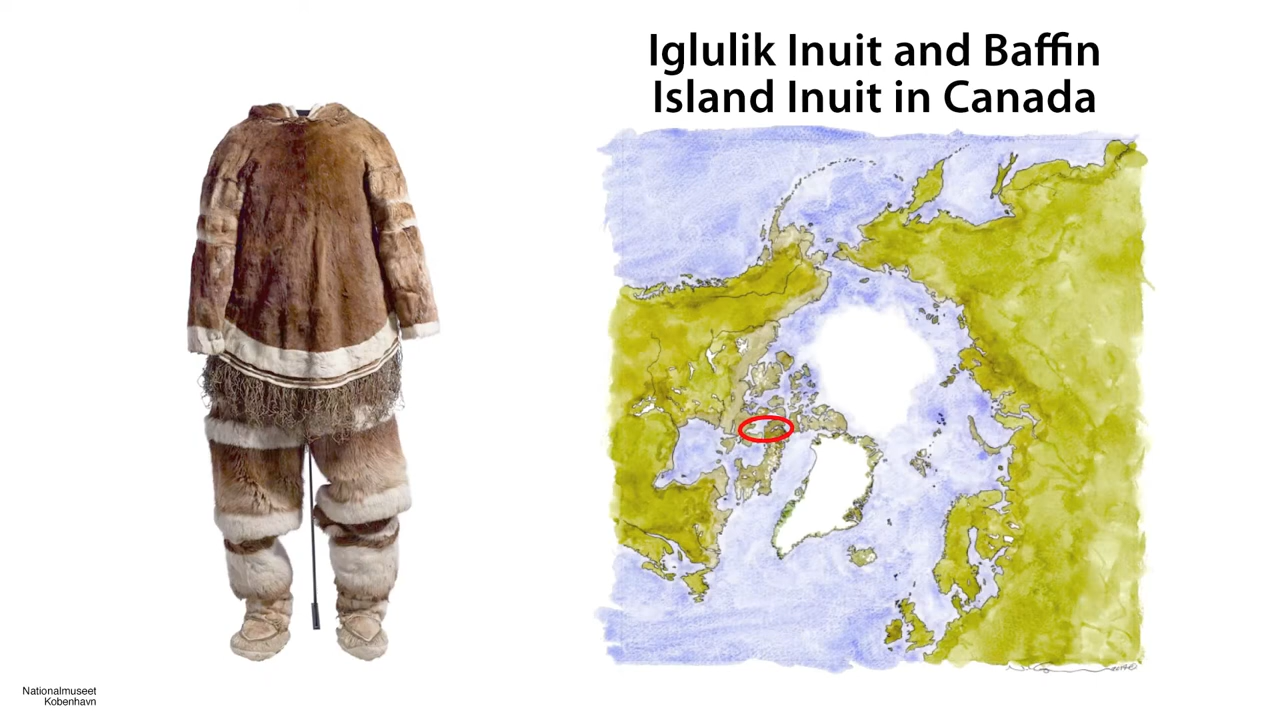 Iglulik Inuit and Baffin
Island Inuit in Canada
Nationalmuseet
Kobenhavn